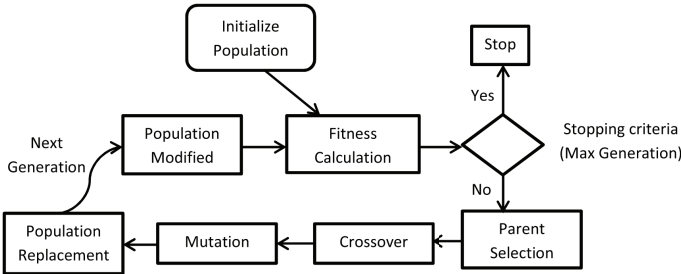 Initialize
Population
Stop
Yes
Next
Generation
Population
Modified
Fitness
Calculation
Stopping criteria
(Max Generation)
No
Population
Replacement
Mutation
Crossover
Parent
Selection